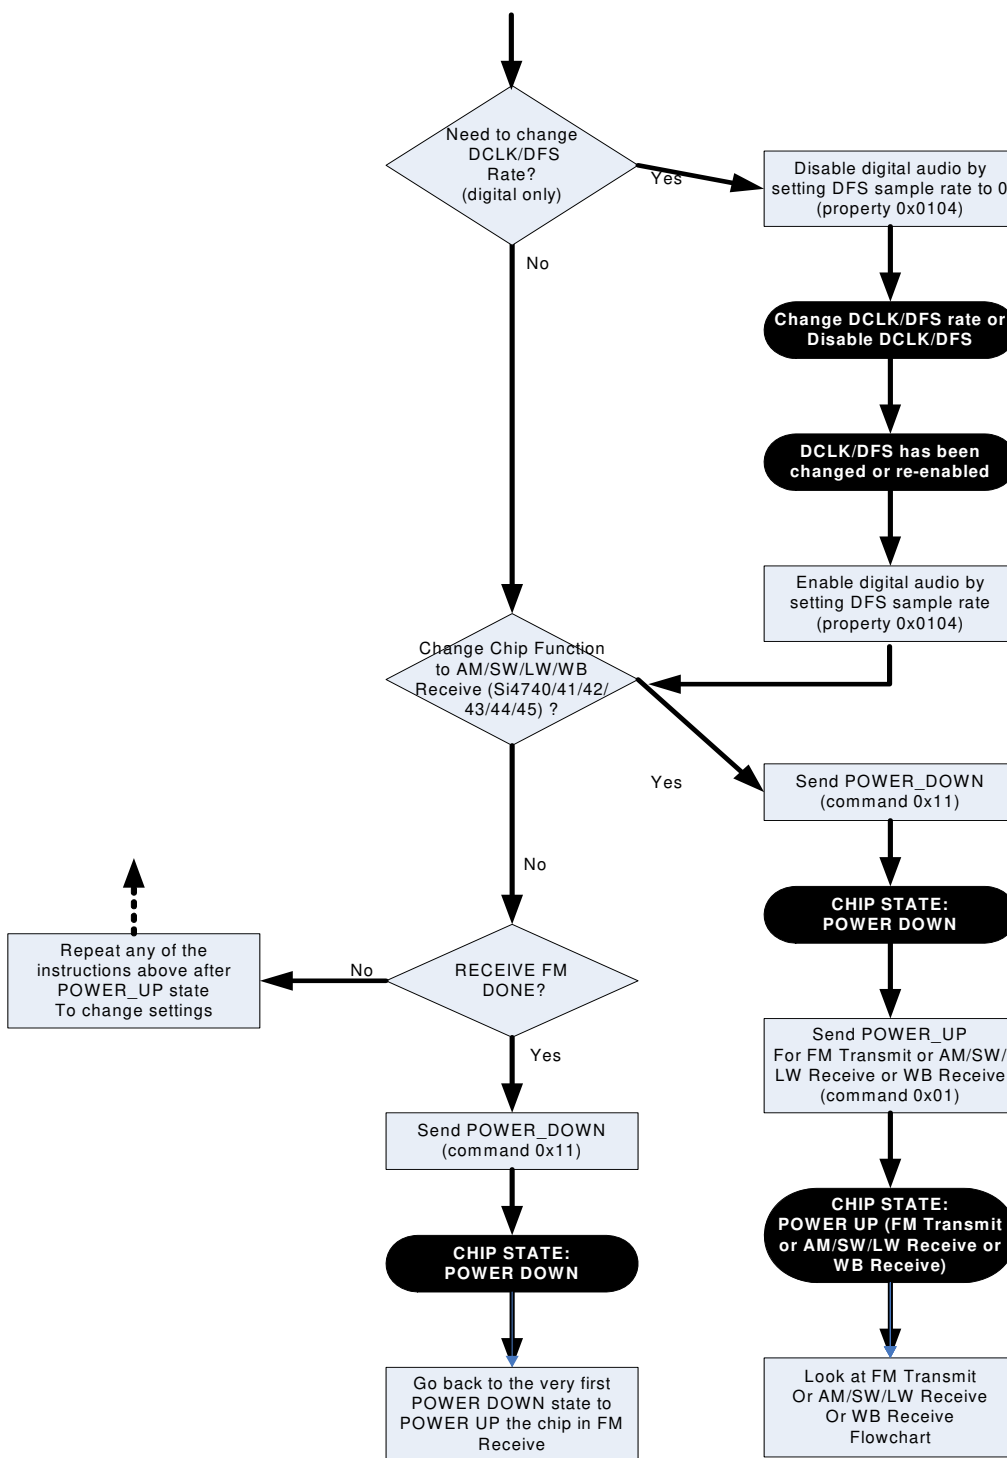 Need to change
DCLK/DFS
Rate?
(digital only)
Yes
Disable digital audio by
setting DFS sample rate to 0
(property 0x0104)
No
Change DCLK/DFS rate or
Disable DCLK/DFS
DCLK/DFS has been
changed or re-enabled
Enable digital audio by
setting DFS sample rate
(property 0x0104)
Change Chip Function
to AM/SW/LW/WB
Receive (Si4740/41/42/
43/44/45) ?
Yes
Send POWER_DOWN
(command 0x11)
No
CHIP STATE:
POWER DOWN
Repeat any of the
instructions above after
POWER_UP state
To change settings
No
RECEIVE FM
DONE?
Send POWER_UP
For FM Transmit or AM/SW/
LW Receive or WB Receive
(command 0x01)
Yes
Send POWER_DOWN
(command 0x11)
CHIP STATE:
POWER UP (FM Transmit
or AM/SW/LW Receive or
WB Receive)
CHIP STATE:
POWER DOWN
Go back to the very first
POWER DOWN state to
POWER UP the chip in FM
Receive
Look at FM Transmit
Or AM/SW/LW Receive
Or WB Receive
Flowchart